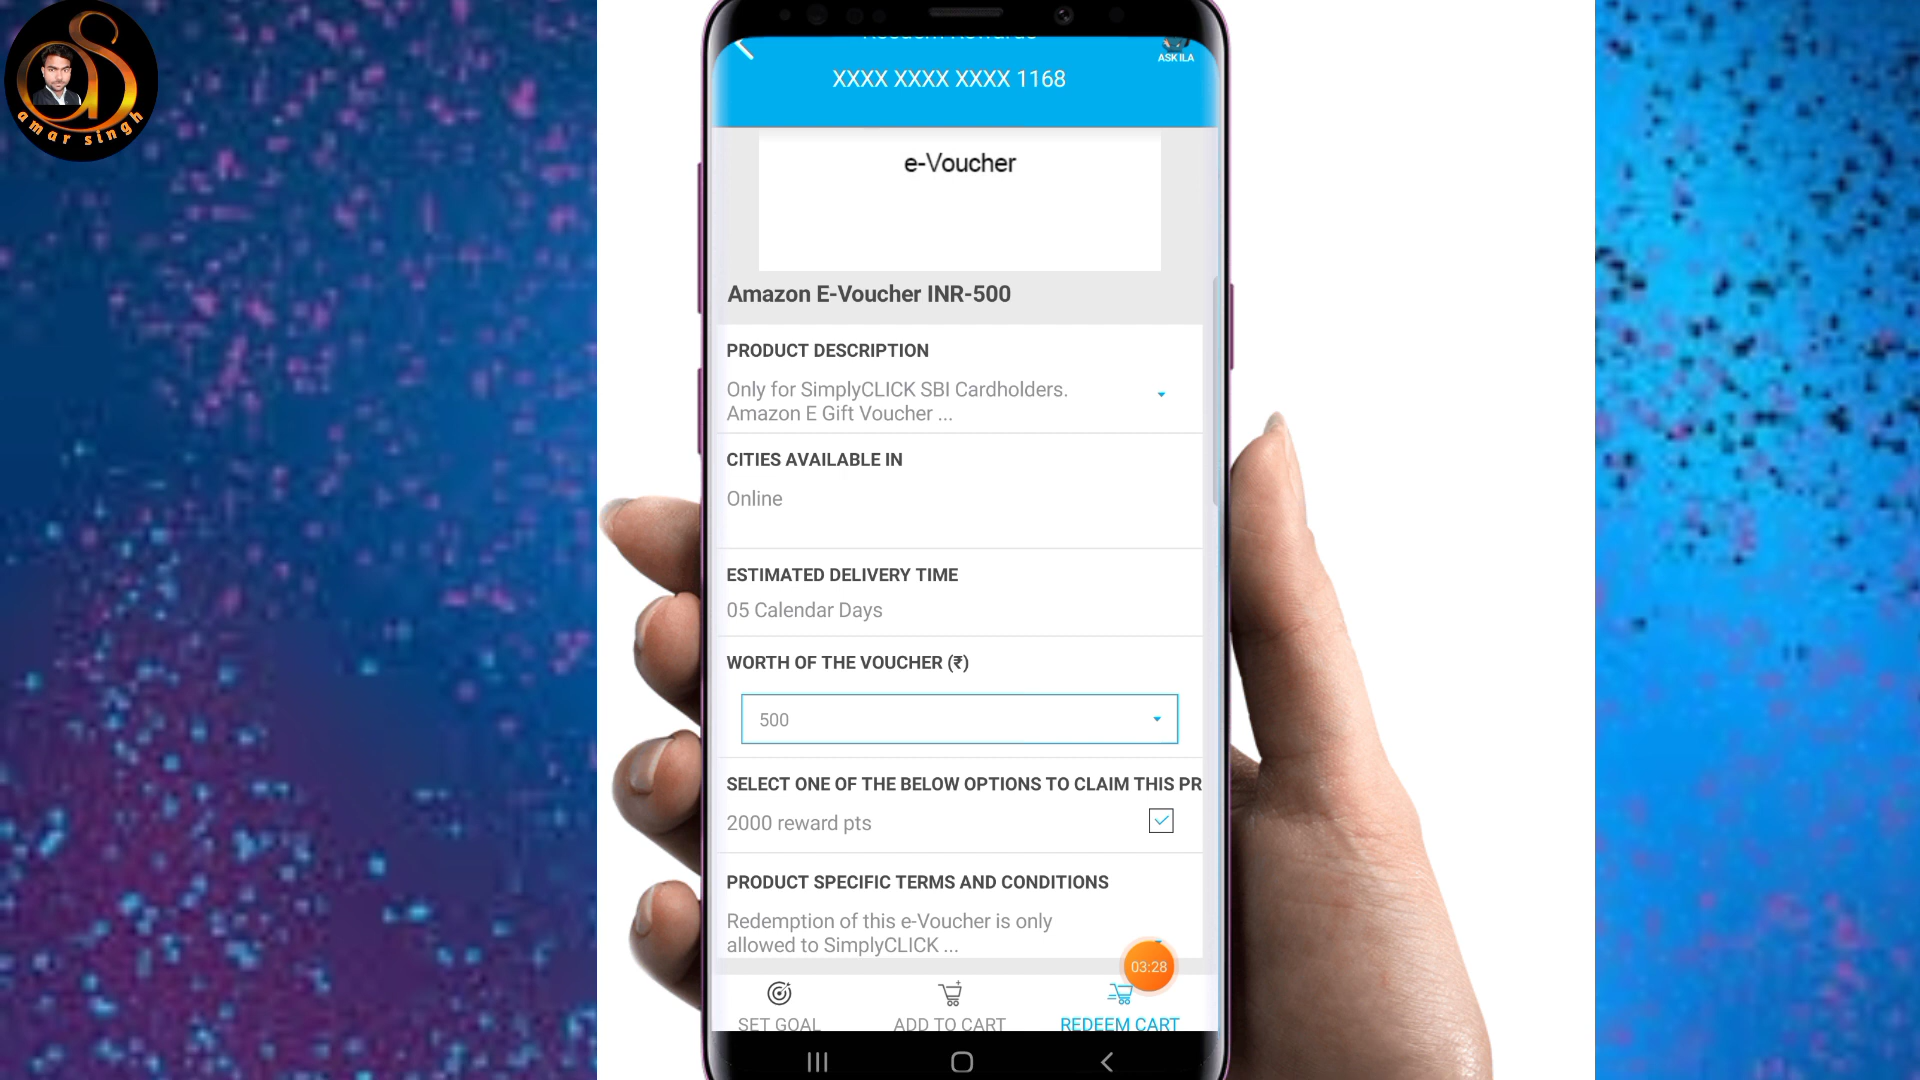 amar singh
Redeem Rewards
ASK ILA
XXXX XXXX XXXX 1168
e-Voucher
Amazon E-Voucher INR-500
PRODUCT DESCRIPTION
Only for SimplyCLICK SBI Cardholders.
Amazon E Gift Voucher ...
CITIES AVAILABLE IN
Online
ESTIMATED DELIVERY TIME
05 Calendar Days
WORTH OF THE VOUCHER (₹)
500
SELECT ONE OF THE BELOW OPTIONS TO CLAIM THIS PR
2000 reward pts
PRODUCT SPECIFIC TERMS AND CONDITIONS
Redemption of this e-Voucher is only
allowed to SimplyCLICK ...
03:28
SET GOAL
ADD TO CART
REDEEM CART